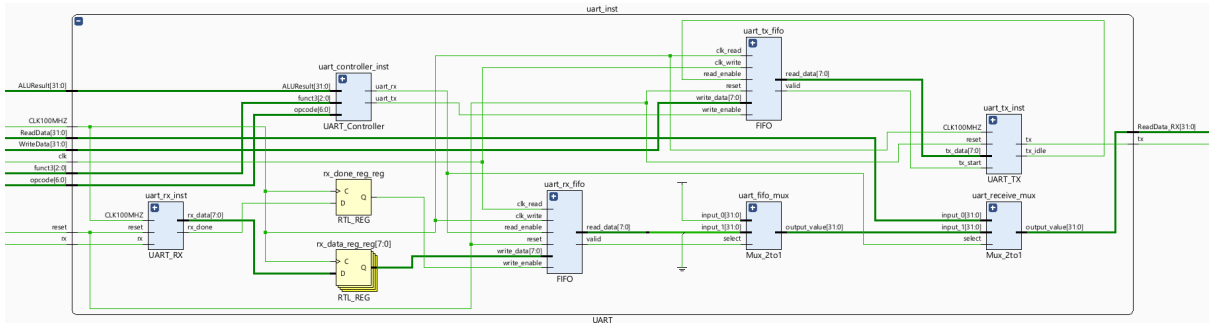 uart_inst
ALUResult[31:0]
CLK100MHZ
ReadData[31:0]
WriteData[31:0]
clk
funct3[2:0]
opcode[6:0]
reset
rx
uart_controller_inst
ALUResult[31:0]
funct3[2:0]
opcode[6:0]
uart_rx
uart_tx
UART_Controller
uart_rx_inst
CLK100MHZ
reset
rx
rx_data[7:0]
rx_done
UART_RX
rx_done_reg_reg
C
D
Q
RTL_REG
rx_data_reg_reg[7:0]
C
D
Q
RTL_REG
uart_rx_fifo
clk_read
clk_write
read_enable
reset
write_data[7:0]
write_enable
read_data[7:0]
valid
FIFO
uart_tx_fifo
clk_read
clk_write
read_enable
reset
write_data[7:0]
write_enable
read_data[7:0]
valid
FIFO
uart_fifo_mux
input_0[31:0]
input_1[31:0]
select
output_value[31:0]
Mux_2to1
uart_tx_inst
CLK100MHZ
reset
tx_data[7:0]
tx_start
tx
tx_idle
UART_TX
uart_receive_mux
input_0[31:0]
input_1[31:0]
select
output_value[31:0]
Mux_2to1
ReadData_RX[31:0]
tx
UART